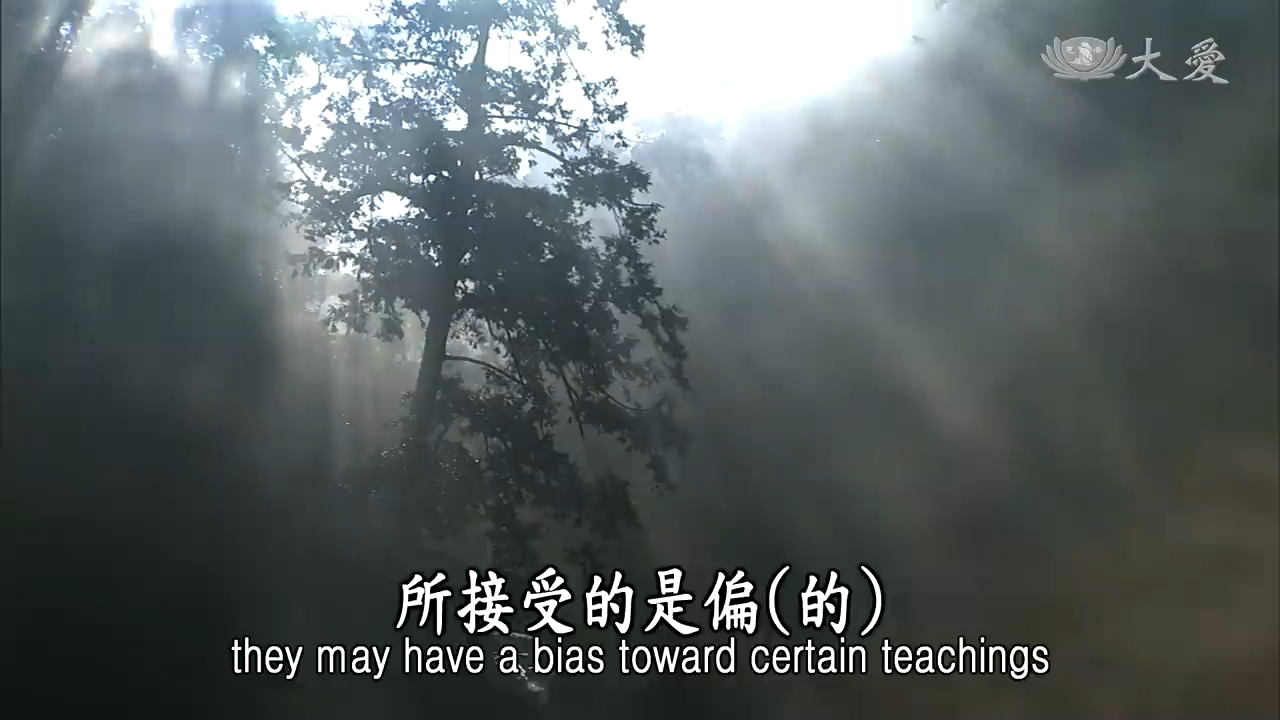 大愛
所接受的是偏(的)
they may have a bias toward certain teachings